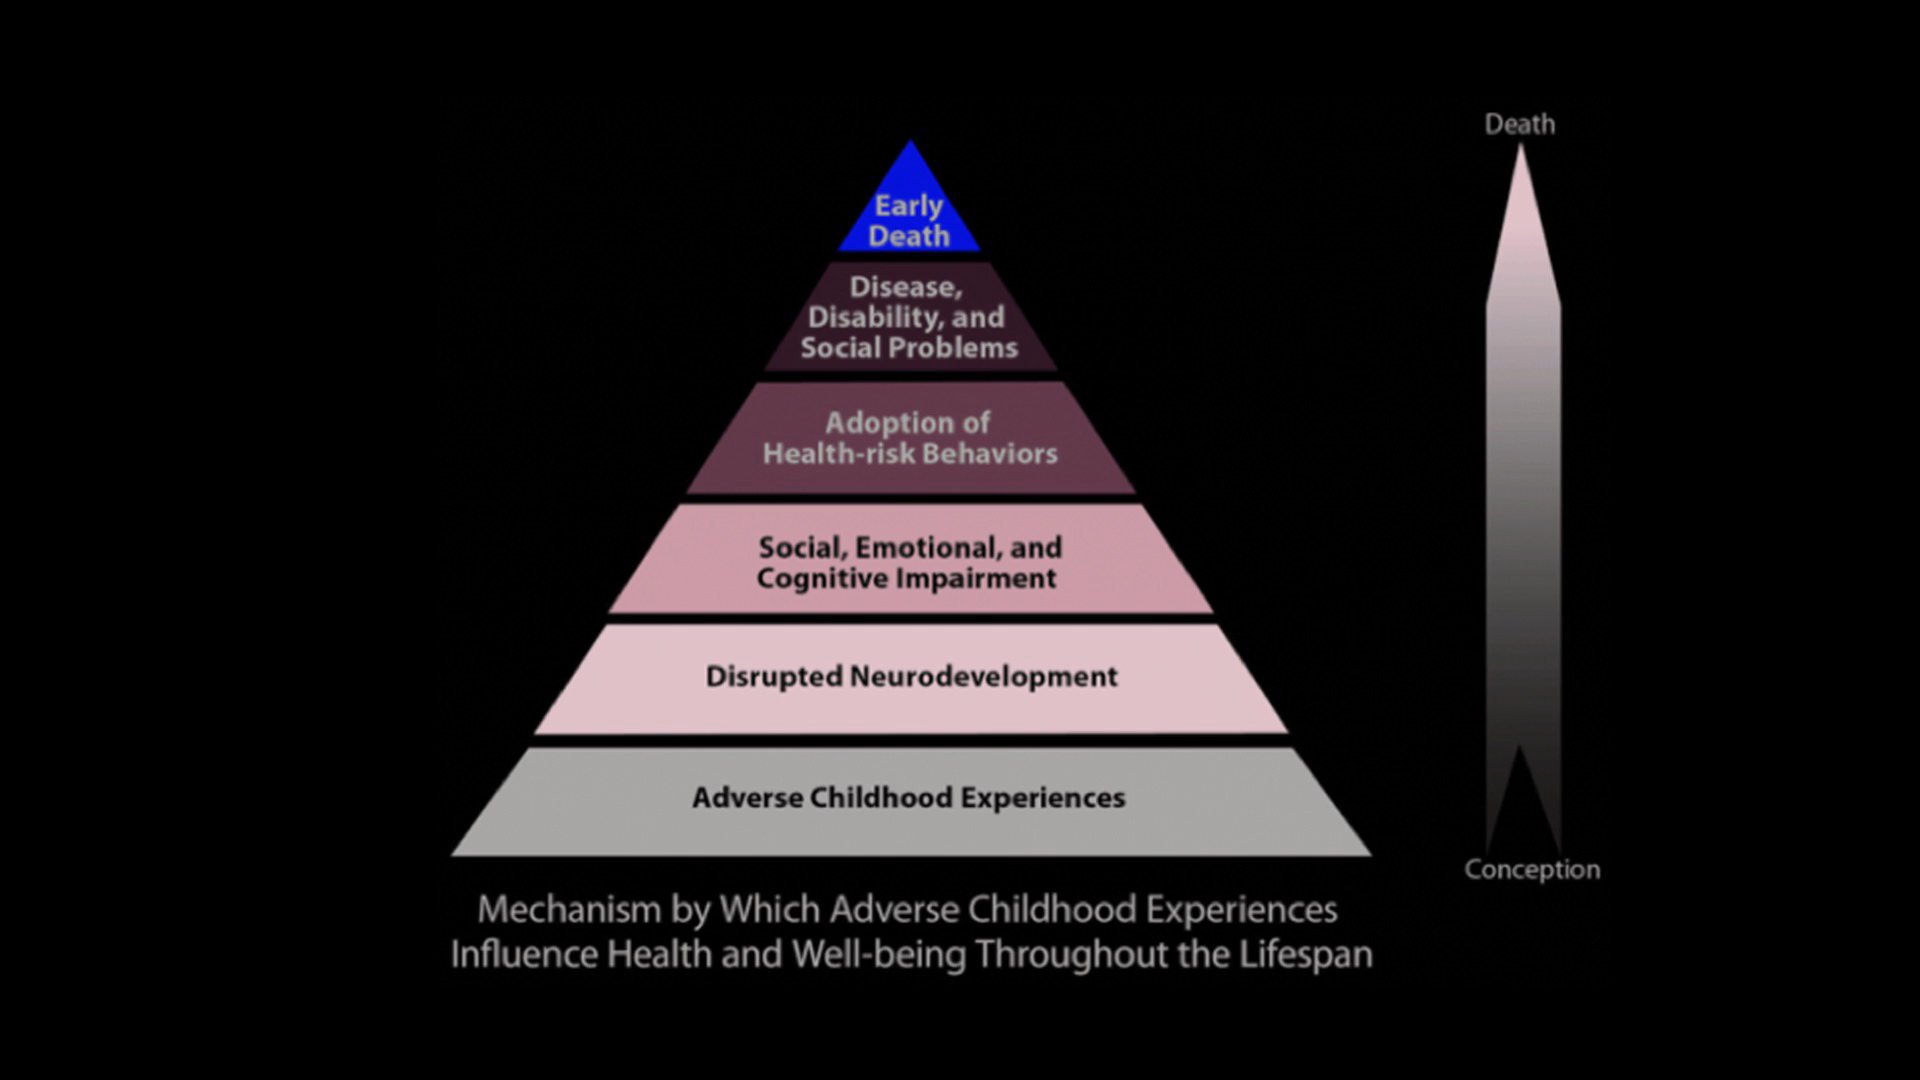 Death
Early
Death
Disease,
Disability, and
Social Problems
Adoption of
Health-risk Behaviors
Social, Emotional, and
Cognitive Impairment
Disrupted Neurodevelopment
Adverse Childhood Experiences
Conception
Mechanism by Which Adverse Childhood Experiences
Influence Health and Well-being Throughout the Lifespan